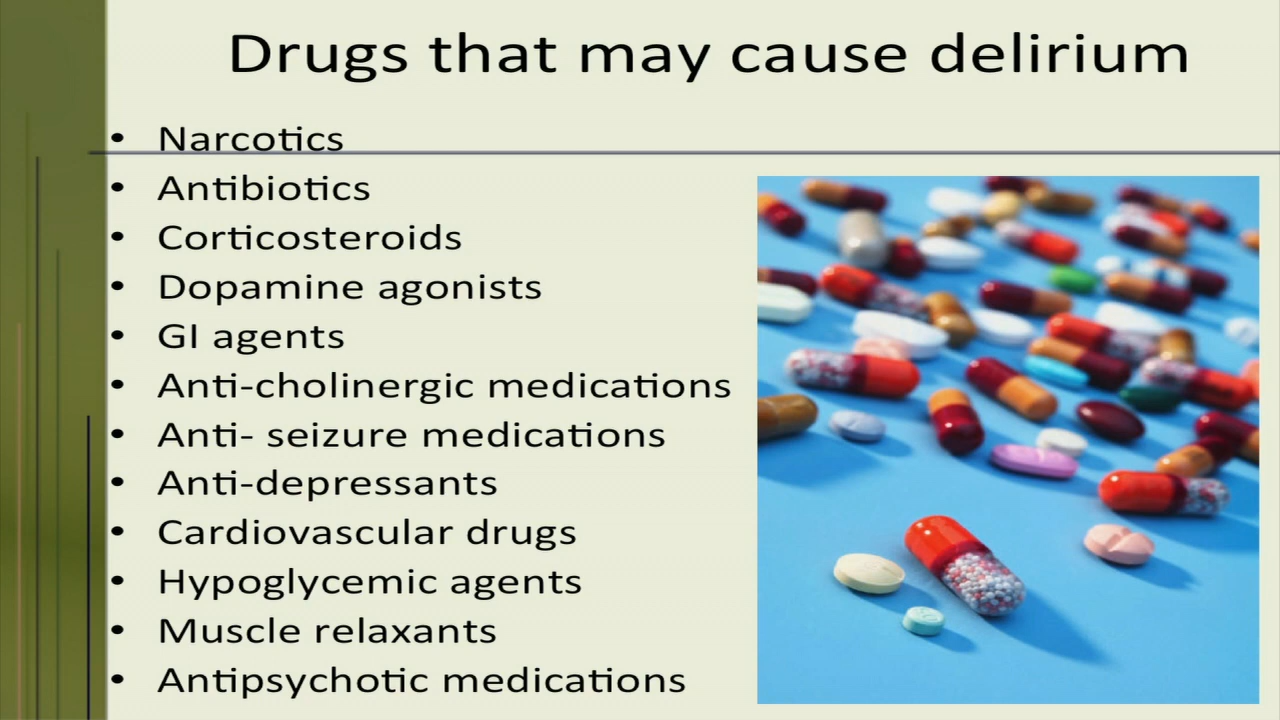 Drugs that may cause delirium
• Narcotics
• Antibiotics
• Corticosteroids
• Dopamine agonists
• GI agents
• Anti-cholinergic medications
• Anti- seizure medications
• Anti-depressants
• Cardiovascular drugs
• Hypoglycemic agents
• Muscle relaxants
• Antipsychotic medications